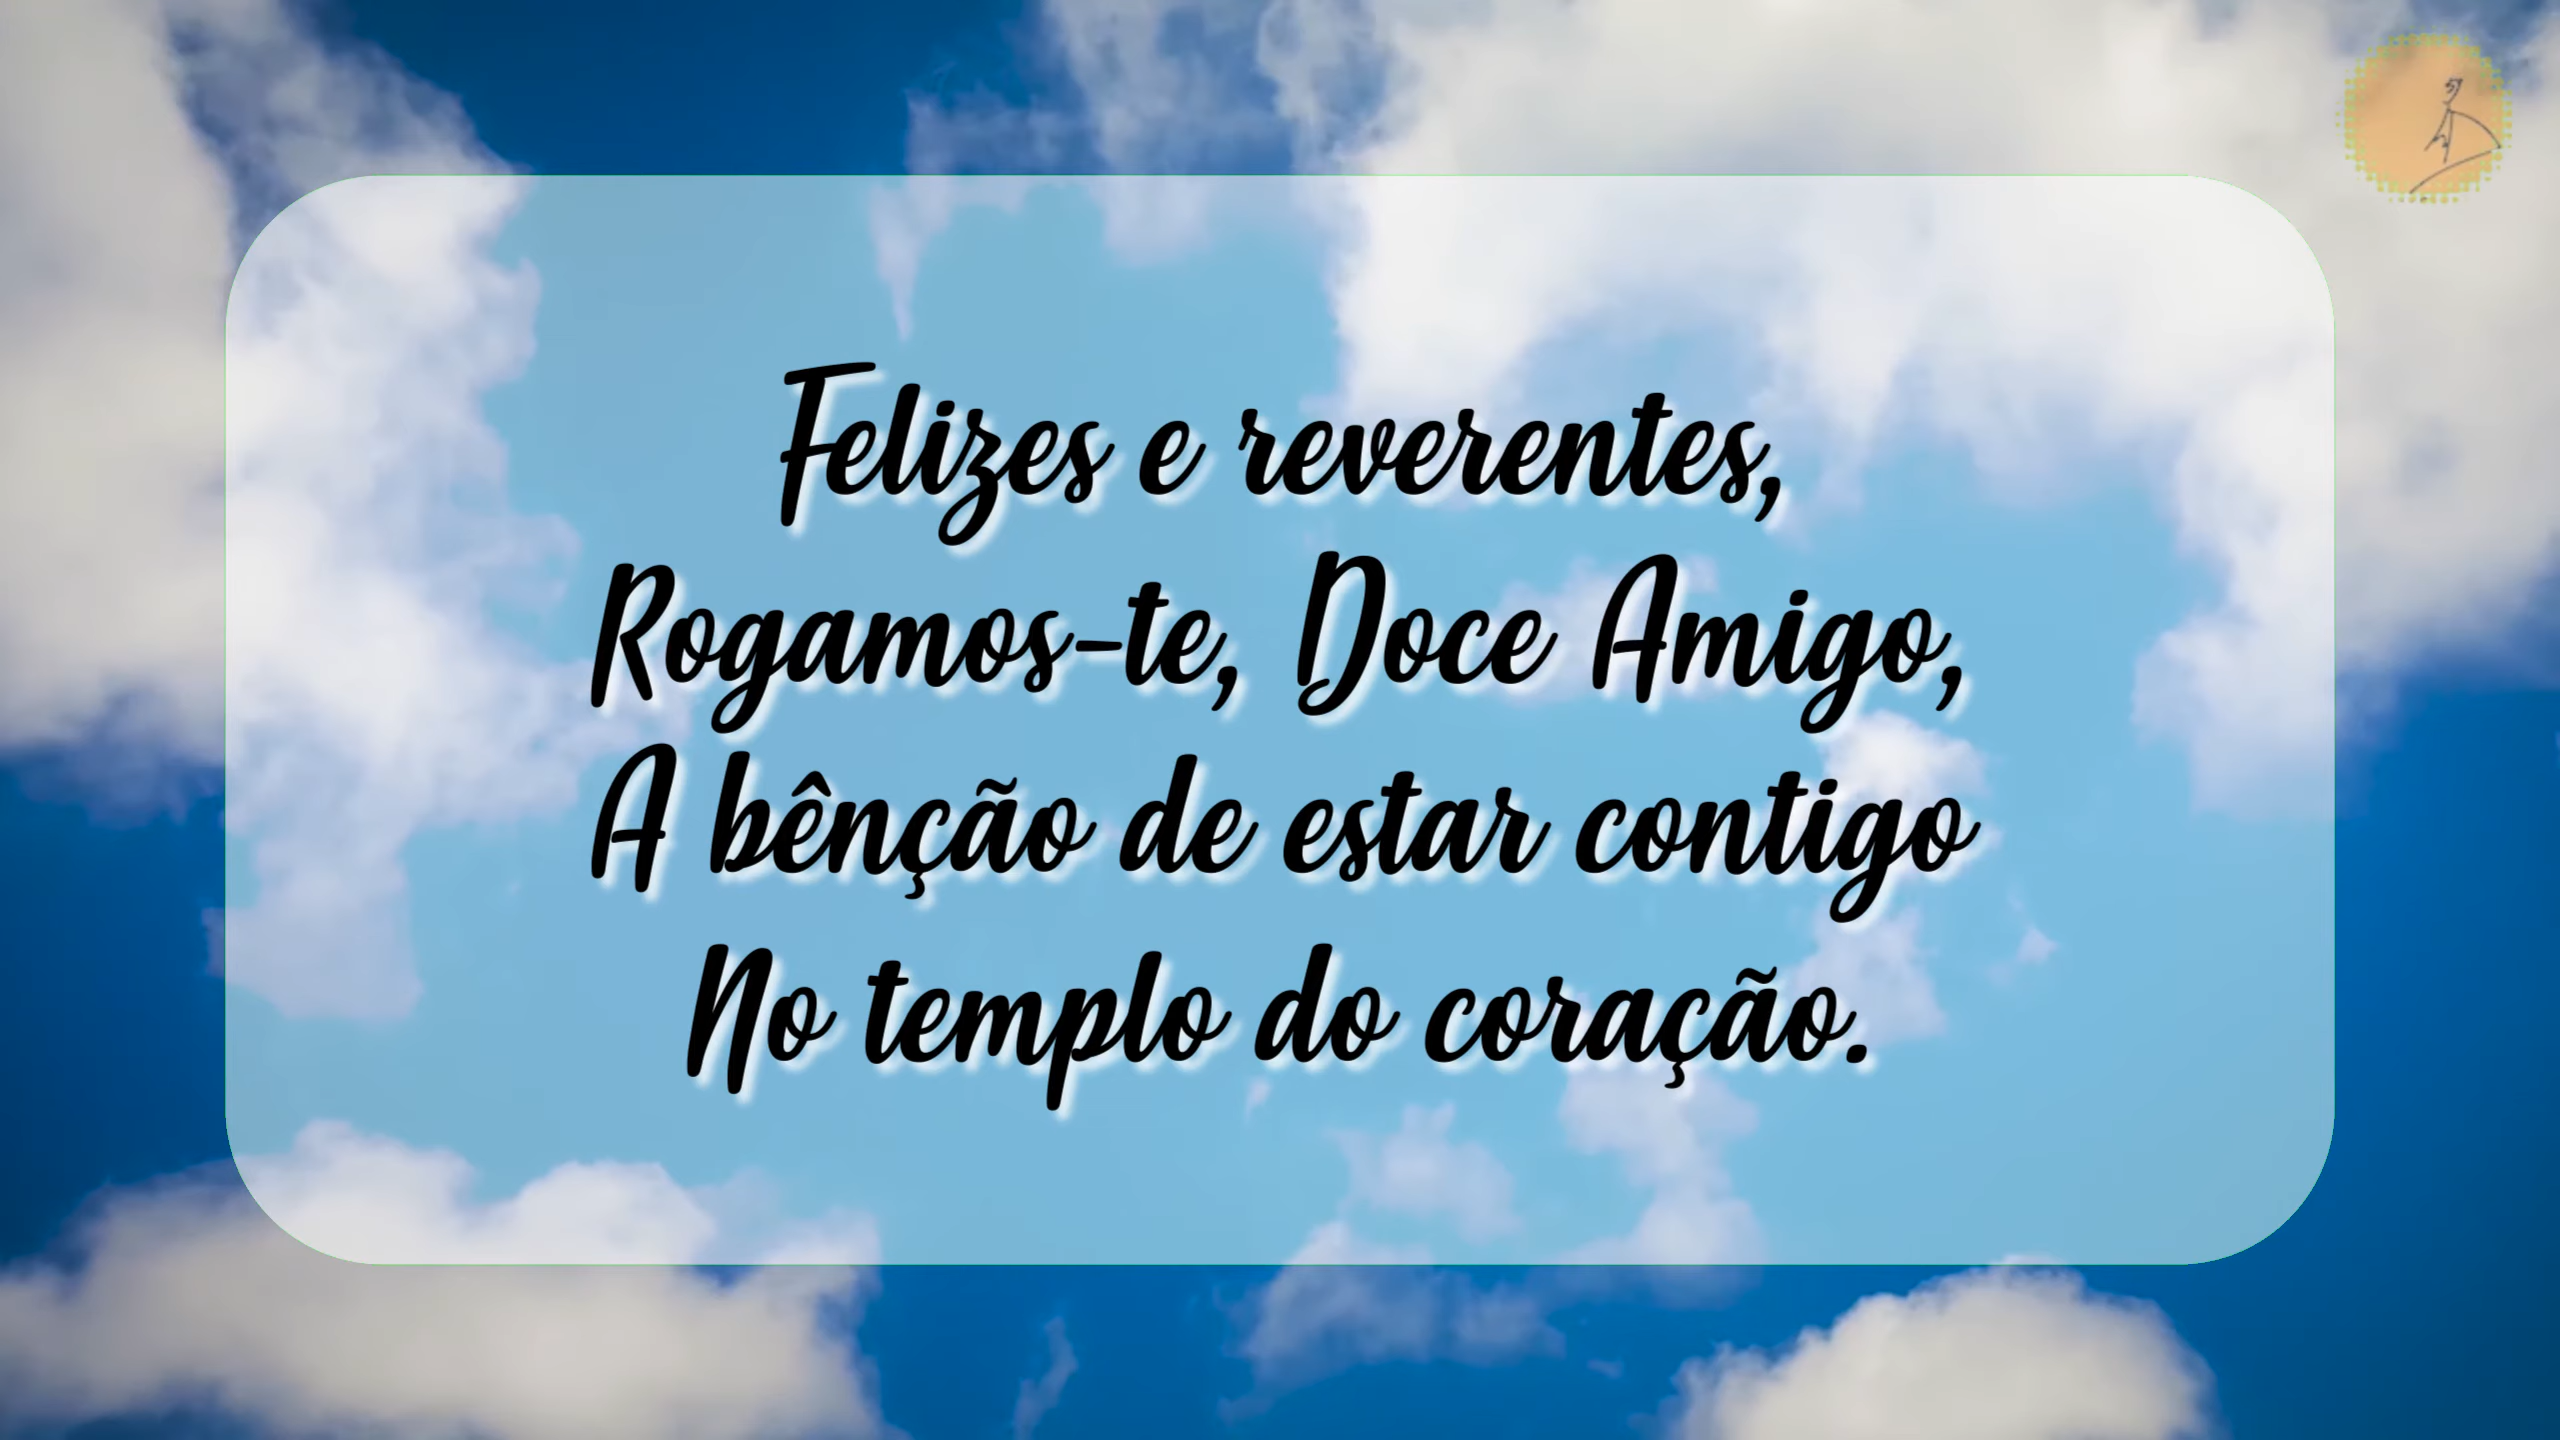 Felizes e reverentes,
Rogamos-te, Doce Amigo,
A bênção de estar contigo
No templo do coração.